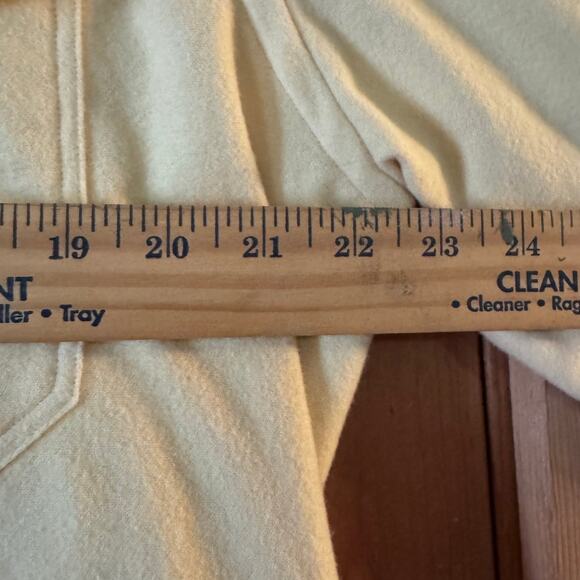 19 20 21 22 23 24
NT CLEAN
ller • Tray • Cleaner • Rag